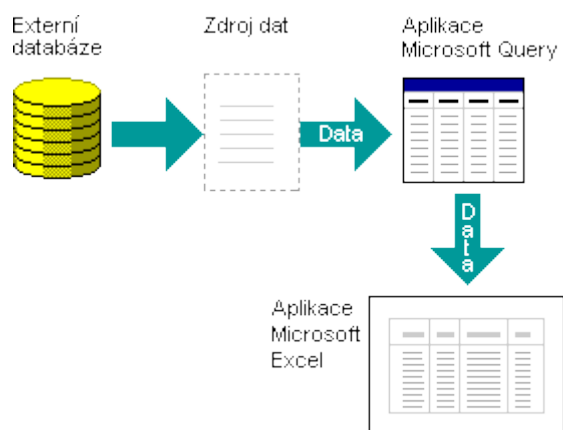 Externí
databáze
Zdroj dat
Aplikace
Microsoft Query
Data
Data
Aplikace
Microsoft
Excel